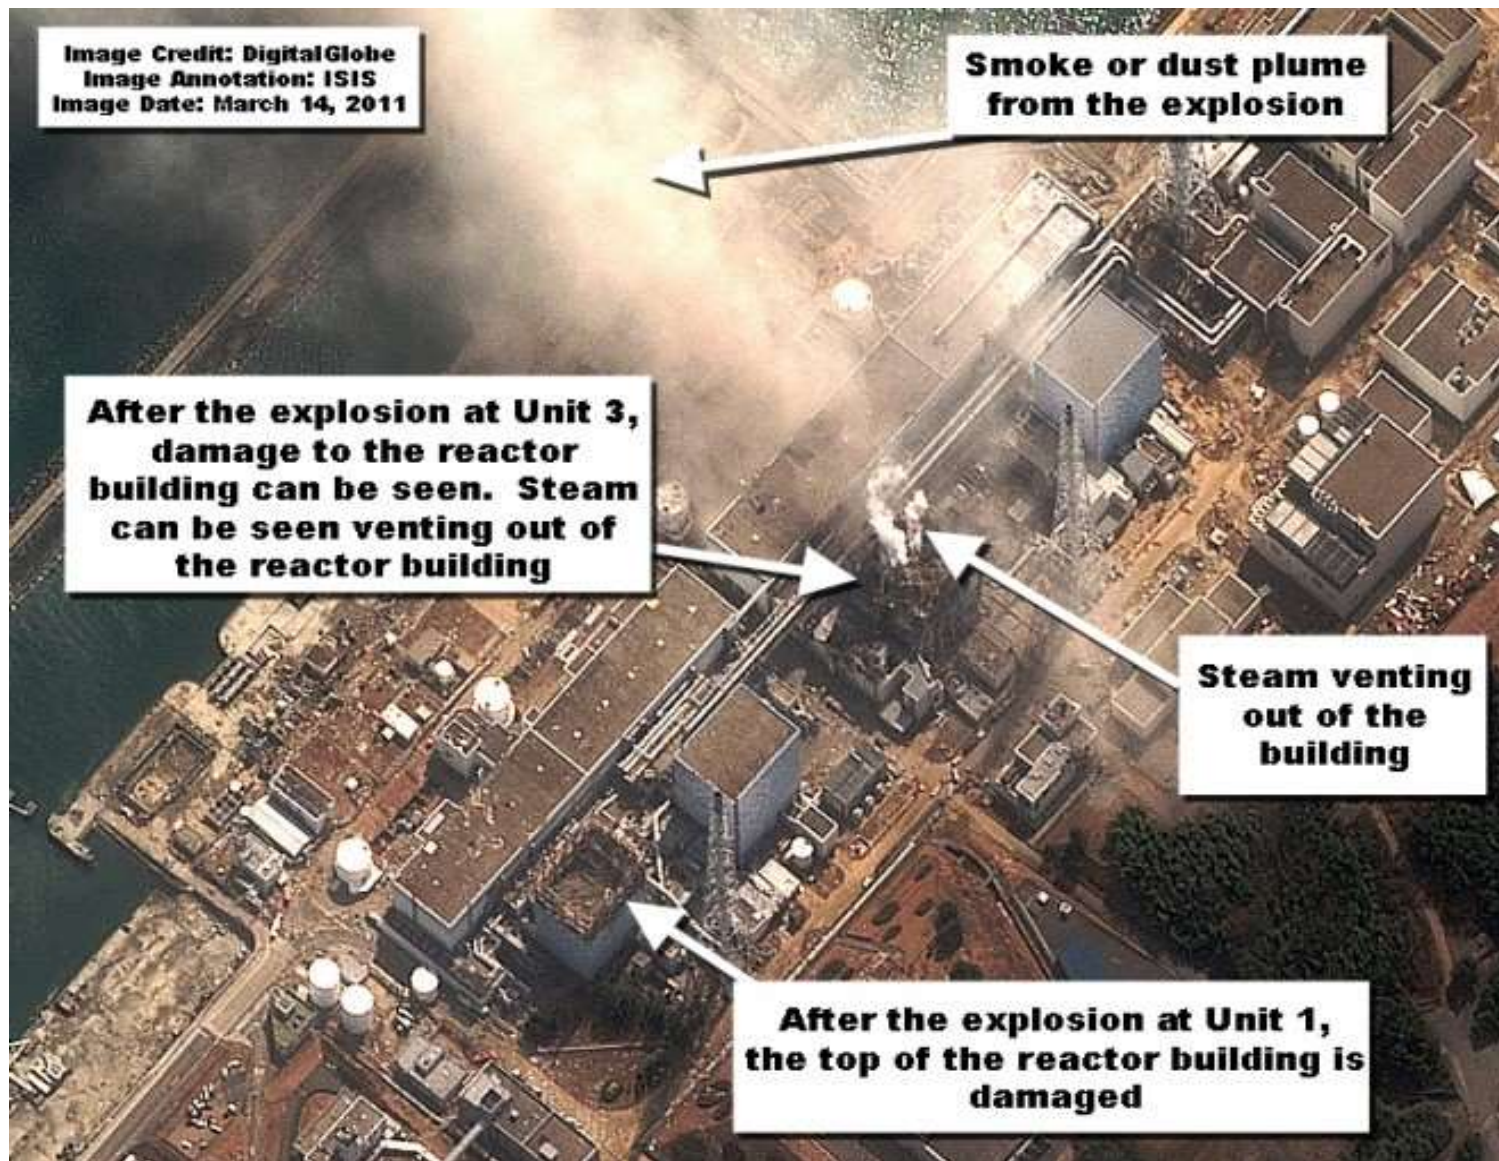 Image Credit: DigitalGlobe
Image Annotation: ISIS
Image Date: March 14, 2011
Smoke or dust plume
from the explosion
After the explosion at Unit 3,
damage to the reactor
building can be seen.  Steam
can be seen venting out of
the reactor building
Steam venting
out of the
building
After the explosion at Unit 1,
the top of the reactor building is
damaged